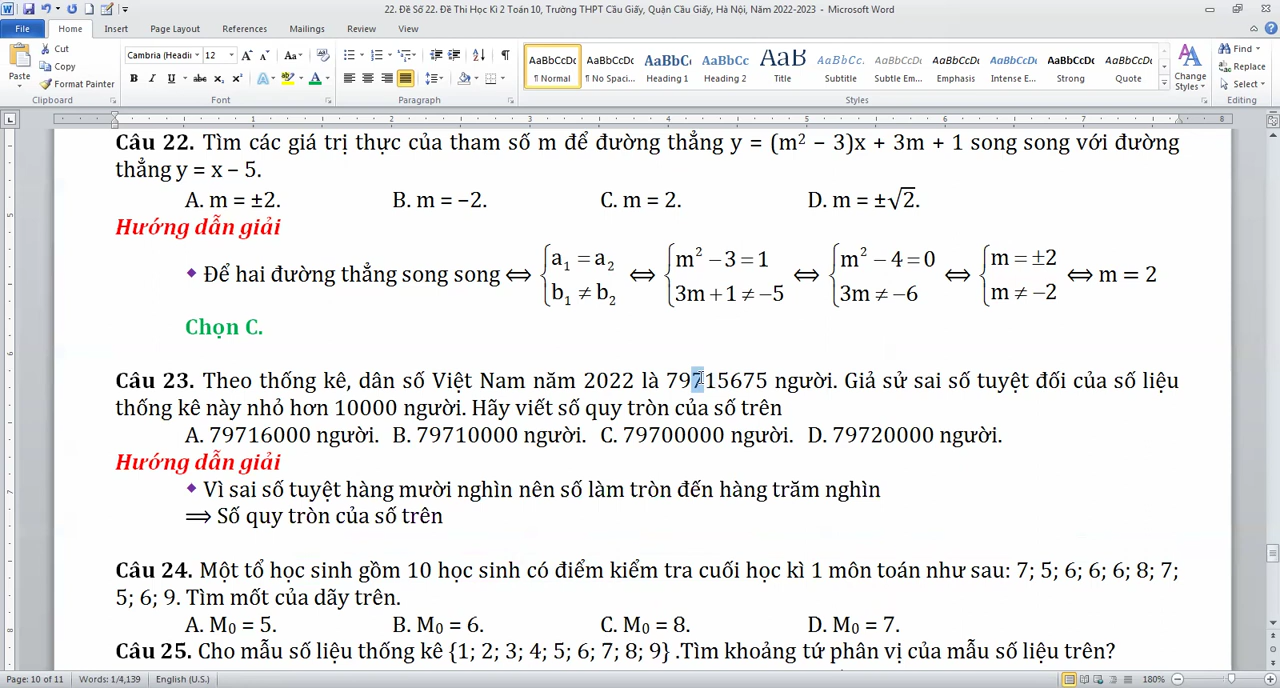 22. Đề Số 22. Đề Thi Học Kì 2 Toán 10, Trường THPT Cầu Giấy, Quận Cầu Giấy, Hà Nội, Năm 2022-2023 - Microsoft Word
File Home Insert Page Layout References Mailings Review View
Paste Cut Copy Format Painter Clipboard
Cambria (Headi 12 Font
Paragraph
AaBbCcDc ¶ Normal AaBbCcDc ¶ No Spaci... AaBbC Heading 1 AaBbCc Heading 2 AaB Title AaBbCc. Subtitle AaBbCcDc Subtle Em... AaBbCcDc Emphasis AaBbCcDc Intense E... AaBbCcDc Strong AaBbCcDc Quote Change Styles Styles
Find Replace Select Editing
1 2 3 4 5 6 7 8
Câu 22. Tìm các giá trị thực của tham số m để đường thẳng y = (m² − 3)x + 3m + 1 song song với đường
thẳng y = x − 5.
A. m = ±2. B. m = −2. C. m = 2. D. m = ±√2.
Hướng dẫn giải
◆ Để hai đường thẳng song song ⇔ { a₁ = a₂ ; b₁ ≠ b₂ ⇔ { m² − 3 = 1 ; 3m + 1 ≠ −5 ⇔ { m² − 4 = 0 ; 3m ≠ −6 ⇔ { m = ±2 ; m ≠ −2 ⇔ m = 2
Chọn C.
Câu 23. Theo thống kê, dân số Việt Nam năm 2022 là 79715675 người. Giả sử sai số tuyệt đối của số liệu
thống kê này nhỏ hơn 10000 người. Hãy viết số quy tròn của số trên
A. 79716000 người. B. 79710000 người. C. 79700000 người. D. 79720000 người.
Hướng dẫn giải
◆ Vì sai số tuyệt hàng mười nghìn nên số làm tròn đến hàng trăm nghìn
⟹ Số quy tròn của số trên
Câu 24. Một tổ học sinh gồm 10 học sinh có điểm kiểm tra cuối học kì 1 môn toán như sau: 7; 5; 6; 6; 6; 8; 7;
5; 6; 9. Tìm mốt của dãy trên.
A. M₀ = 5. B. M₀ = 6. C. M₀ = 8. D. M₀ = 7.
Câu 25. Cho mẫu số liệu thống kê {1; 2; 3; 4; 5; 6; 7; 8; 9} .Tìm khoảng tứ phân vị của mẫu số liệu trên?
Page: 10 of 11 Words: 1/4,139 English (U.S.) 180%